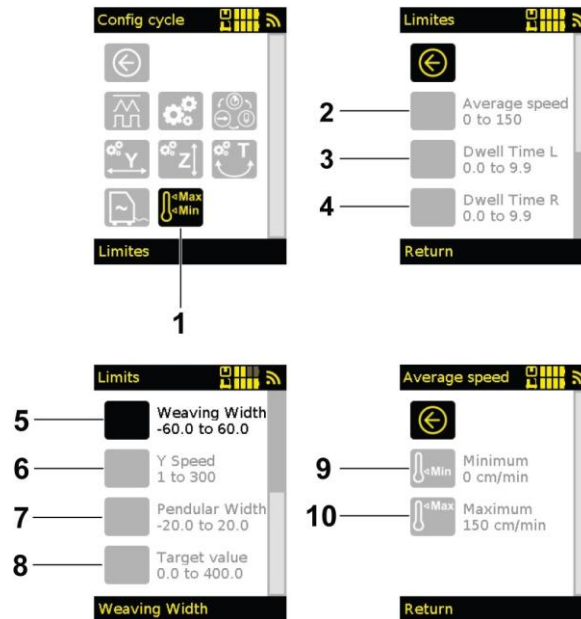 Config cycle
Max
Min
Y
Z
T
Limites
1
Limites
2
Average speed
0 to 150
3
Dwell Time L
0.0 to 9.9
4
Dwell Time R
0.0 to 9.9
Return
Limits
5
Weaving Width
-60.0 to 60.0
6
Y Speed
1 to 300
7
Pendular Width
-20.0 to 20.0
8
Target value
0.0 to 400.0
Weaving Width
Average speed
9
Min
Minimum
0 cm/min
10
Max
Maximum
150 cm/min
Return